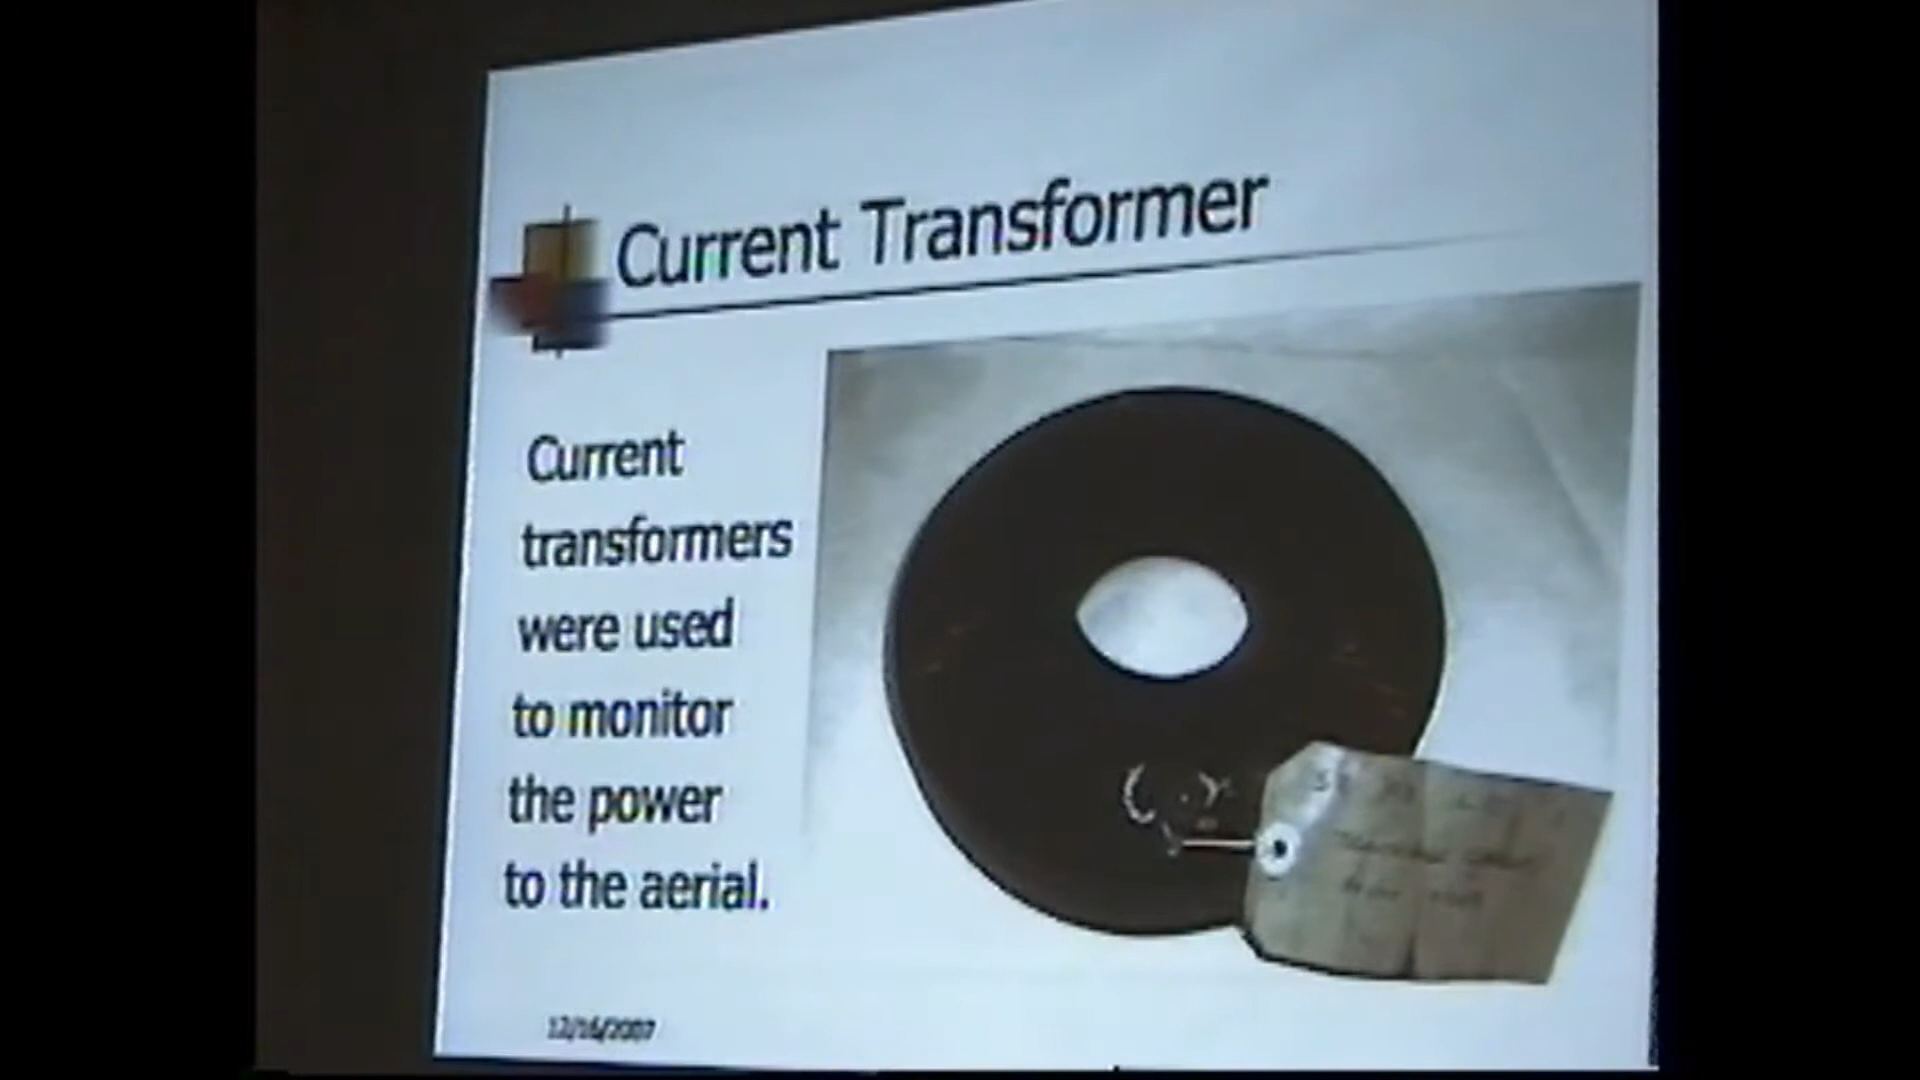 Current Transformer
Current
transformers
were used
to monitor
the power
to the aerial.
12/16/2007